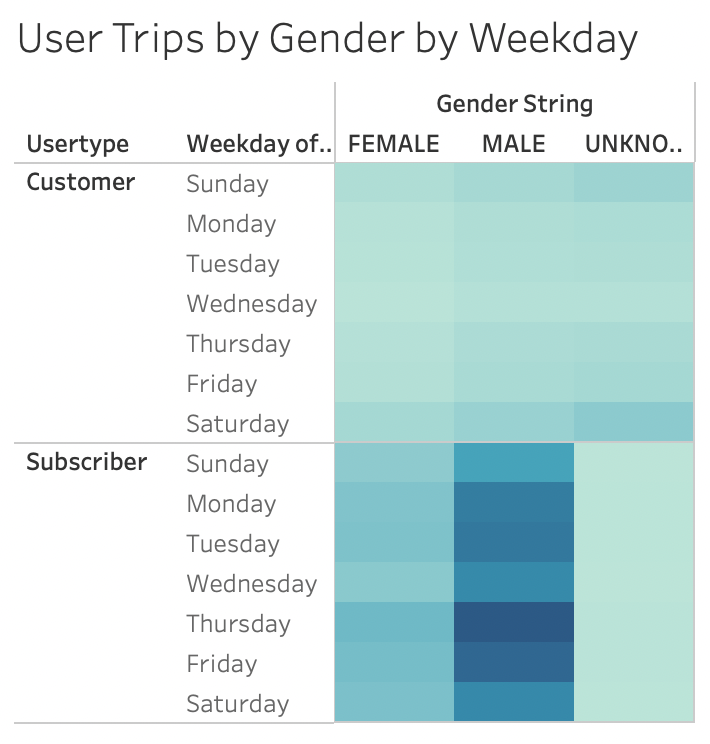 User Trips by Gender by Weekday
Gender String
Usertype Weekday of.. FEMALE MALE UNKNO..
Customer Sunday
Monday
Tuesday
Wednesday
Thursday
Friday
Saturday
Subscriber Sunday
Monday
Tuesday
Wednesday
Thursday
Friday
Saturday